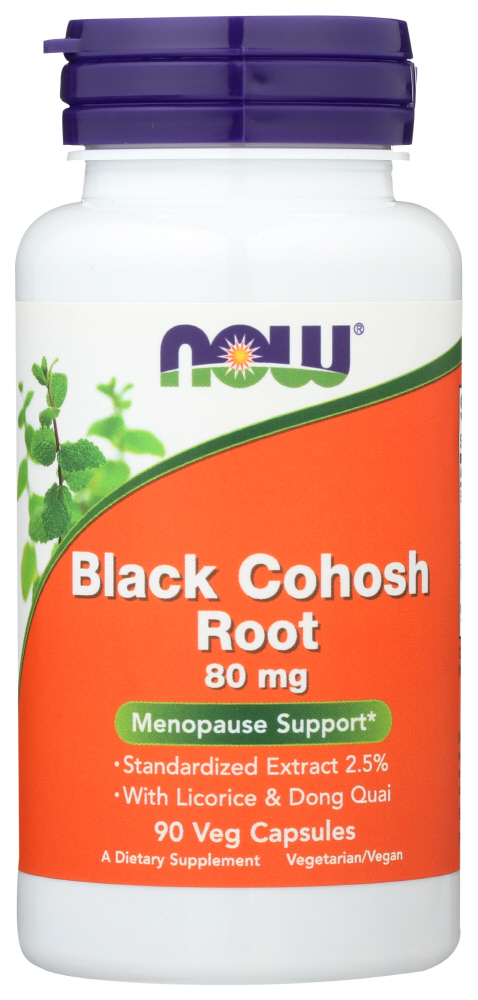 NOW®
Black Cohosh
Root
80 mg
Menopause Support*
•Standardized Extract 2.5%
•With Licorice & Dong Quai
90 Veg Capsules
A Dietary Supplement Vegetarian/Vegan